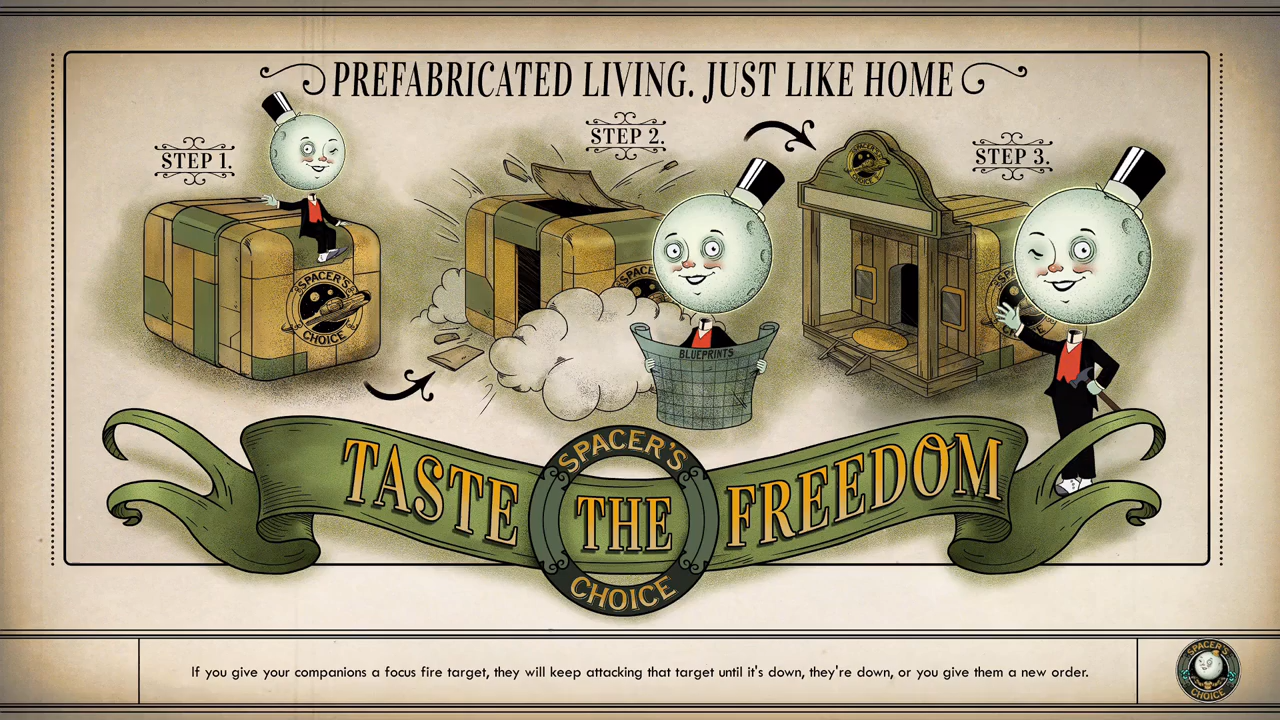 PREFABRICATED LIVING. JUST LIKE HOME
STEP 1.
STEP 2.
STEP 3.
SPACER'S
CHOICE
SPACER'S
BLUEPRINTS
SPACER'S
CHOICE
SPACER'S
TASTE THE FREEDOM
CHOICE
If you give your companions a focus fire target, they will keep attacking that target until it's down, they're down, or you give them a new order.
SPACER'S
CHOICE